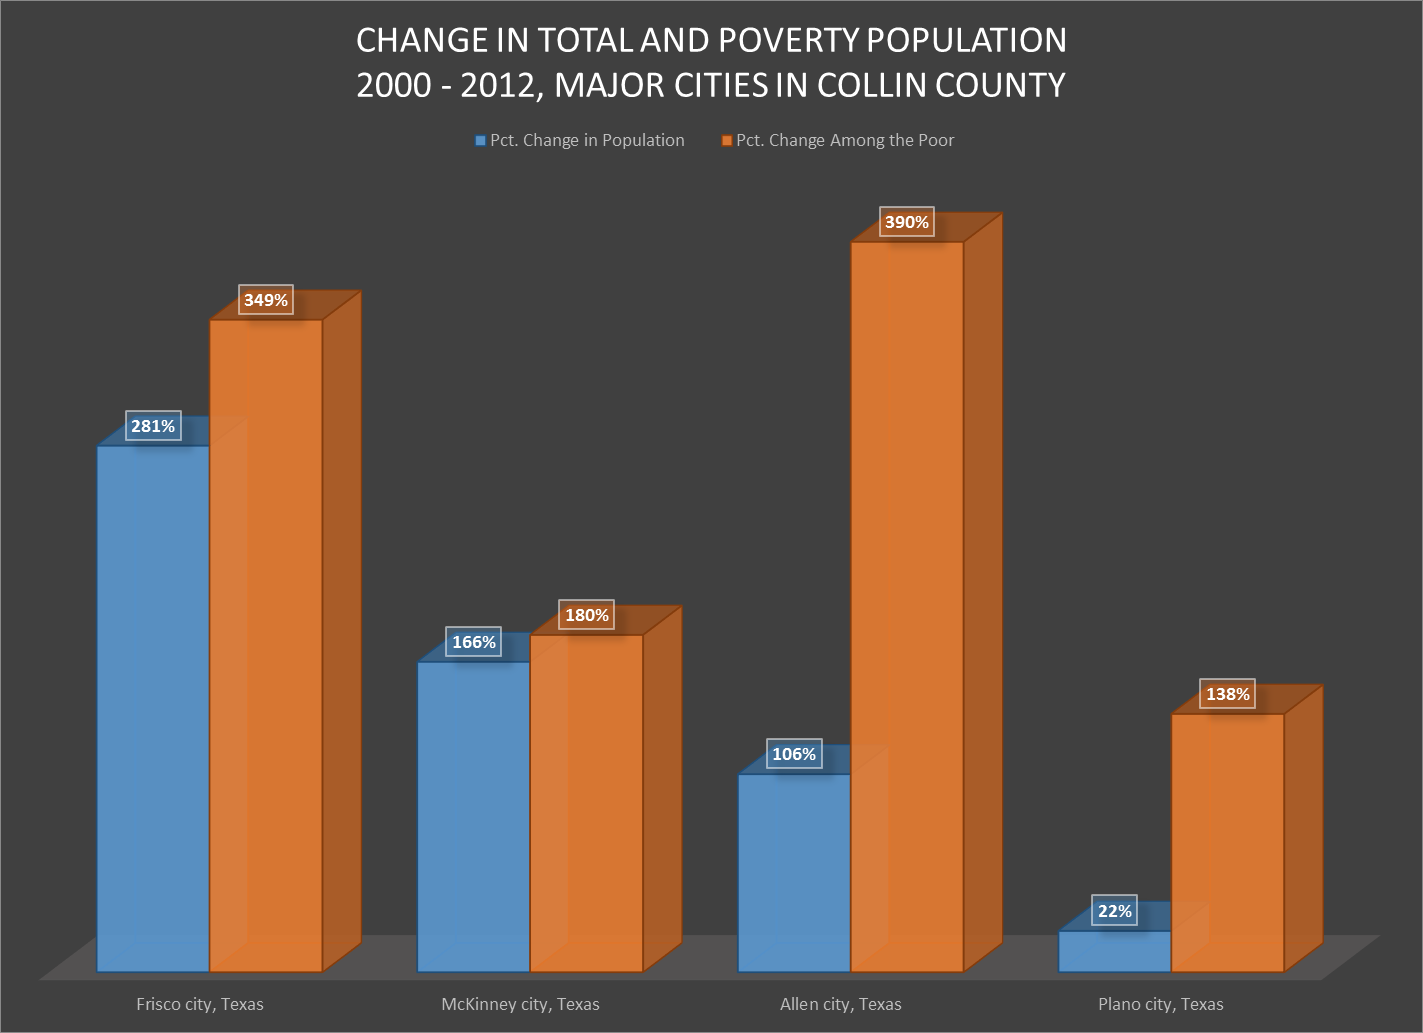 CHANGE IN TOTAL AND POVERTY POPULATION
2000 - 2012, MAJOR CITIES IN COLLIN COUNTY
Pct. Change in Population
Pct. Change Among the Poor
281%
349%
166%
180%
106%
390%
22%
138%
Frisco city, Texas
McKinney city, Texas
Allen city, Texas
Plano city, Texas